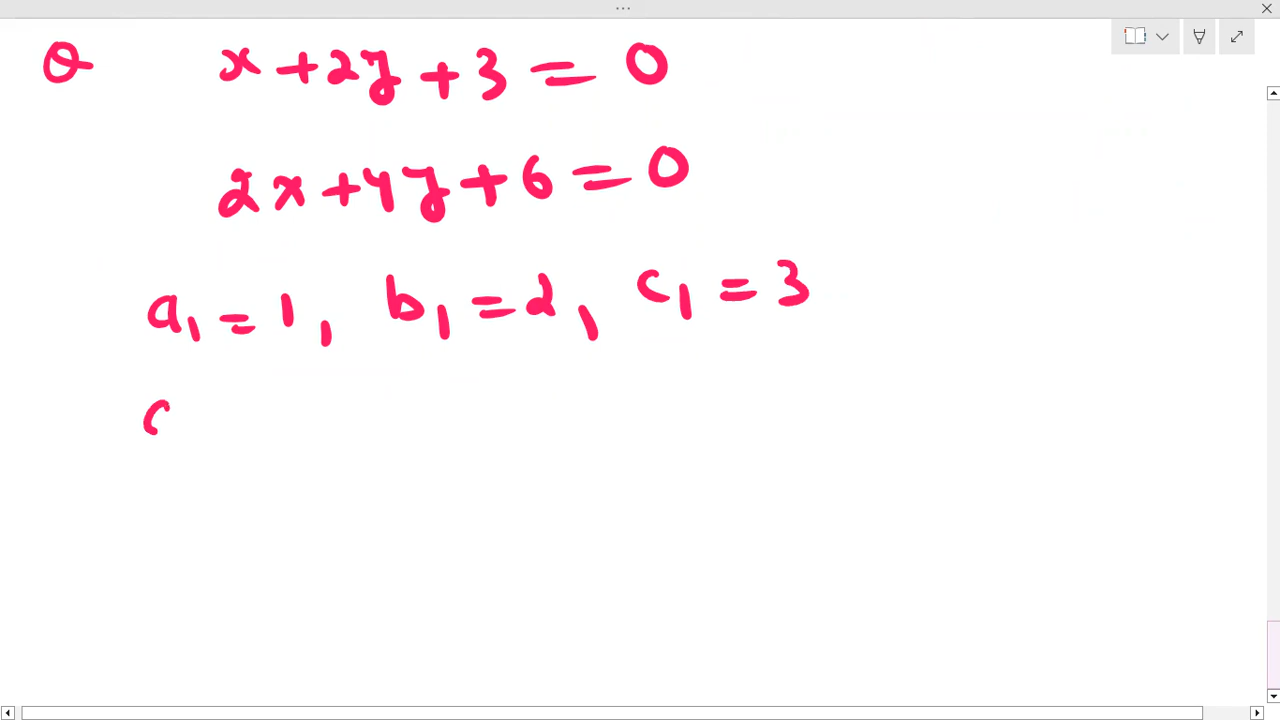 Q x + 2y + 3 = 0
2x + 4y + 6 = 0
a₁ = 1, b₁ = 2, c₁ = 3